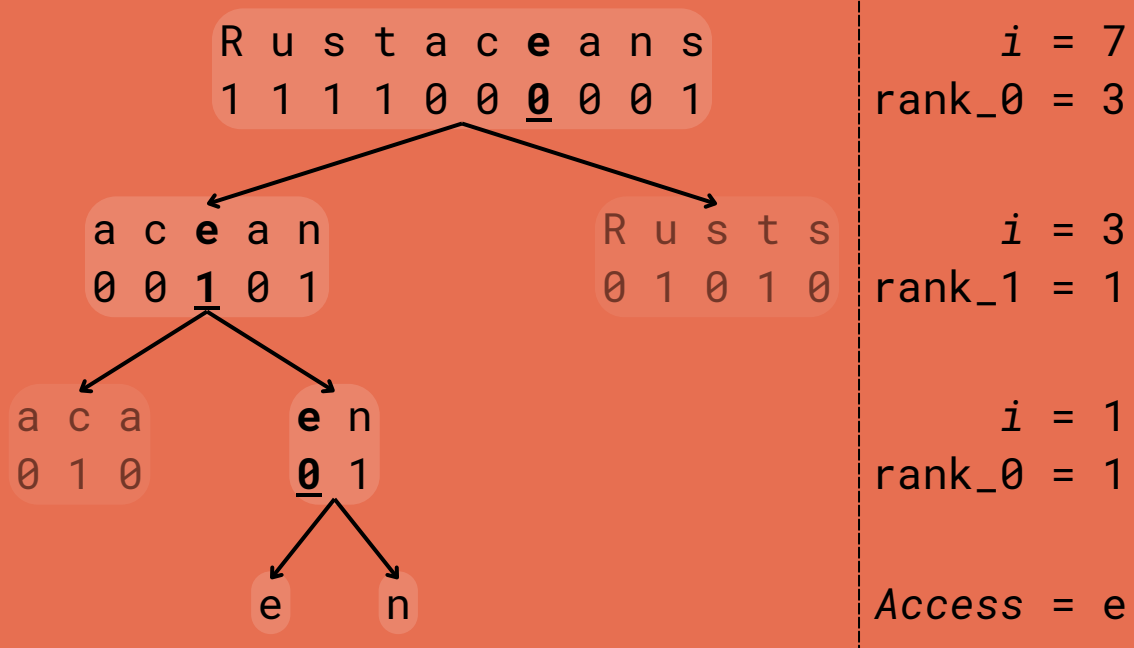 R u s t a c e a n s
1 1 1 1 0 0 0 0 0 1
i = 7
rank_0 = 3
a c e a n
0 0 1 0 1
R u s t s
0 1 0 1 0
i = 3
rank_1 = 1
a c a
0 1 0
e n
0 1
i = 1
rank_0 = 1
e
n
Access = e